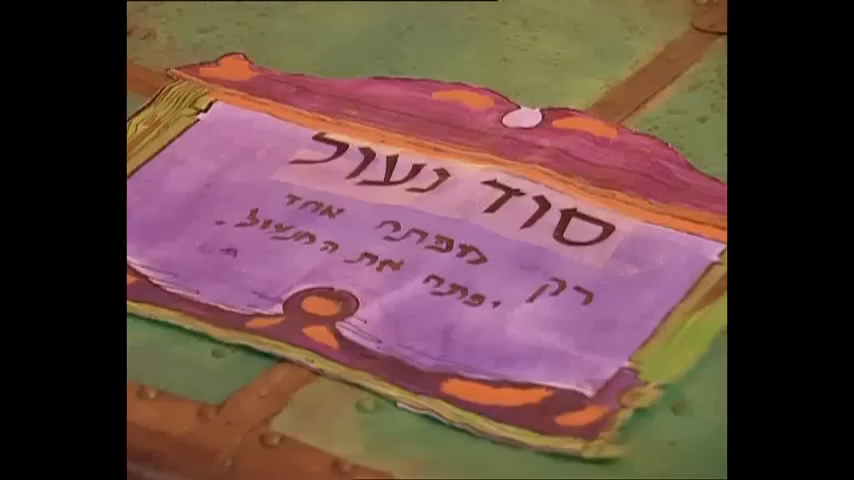 סוד נעול
רק מפתח אחד
יפתח את המנעול.